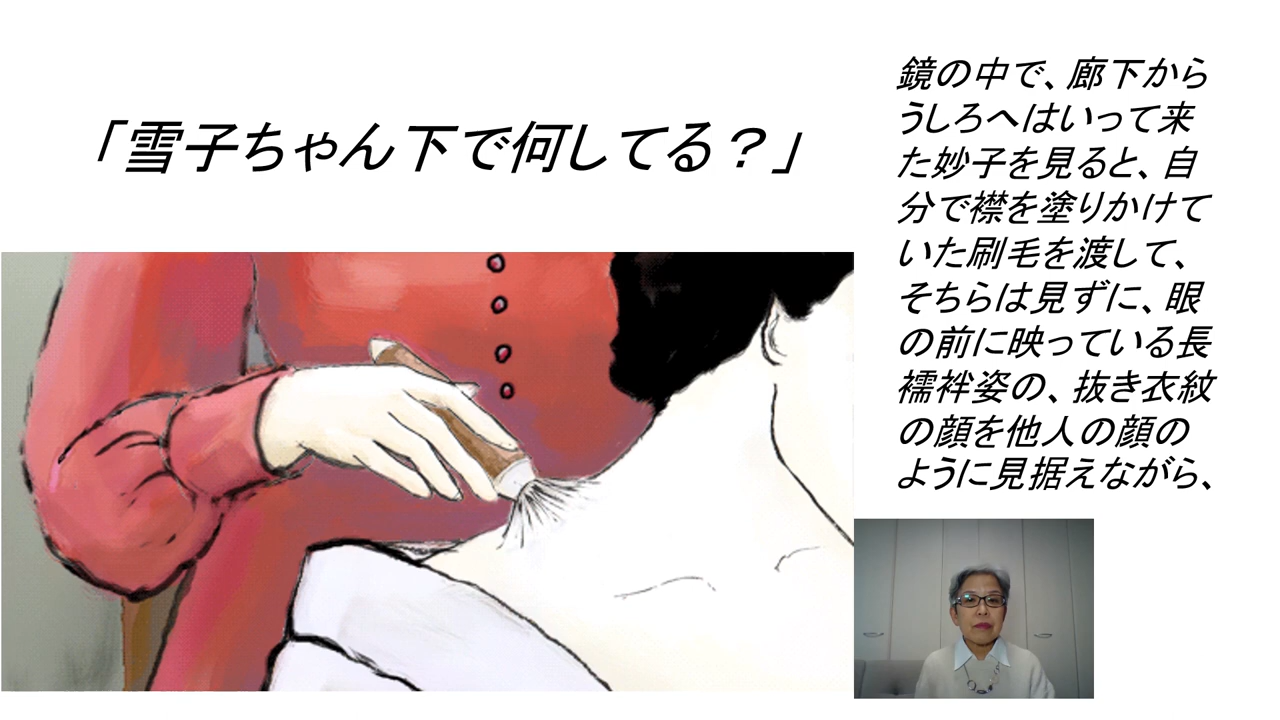 「雪子ちゃん下で何してる？」
鏡の中で、廊下から
うしろへはいって来
た妙子を見ると、自
分で襟を塗りかけて
いた刷毛を渡して、
そちらは見ずに、眼
の前に映っている長
襦袢姿の、抜き衣紋
の顔を他人の顔の
ように見据えながら、